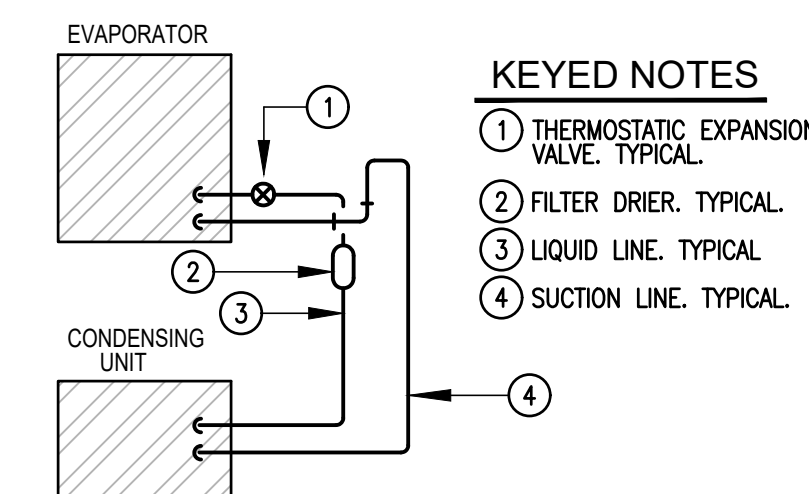 EVAPORATOR
1
2
3
CONDENSING
UNIT
4
KEYED NOTES
1 THERMOSTATIC EXPANSION
VALVE. TYPICAL.
2 FILTER DRIER. TYPICAL.
3 LIQUID LINE. TYPICAL
4 SUCTION LINE. TYPICAL.